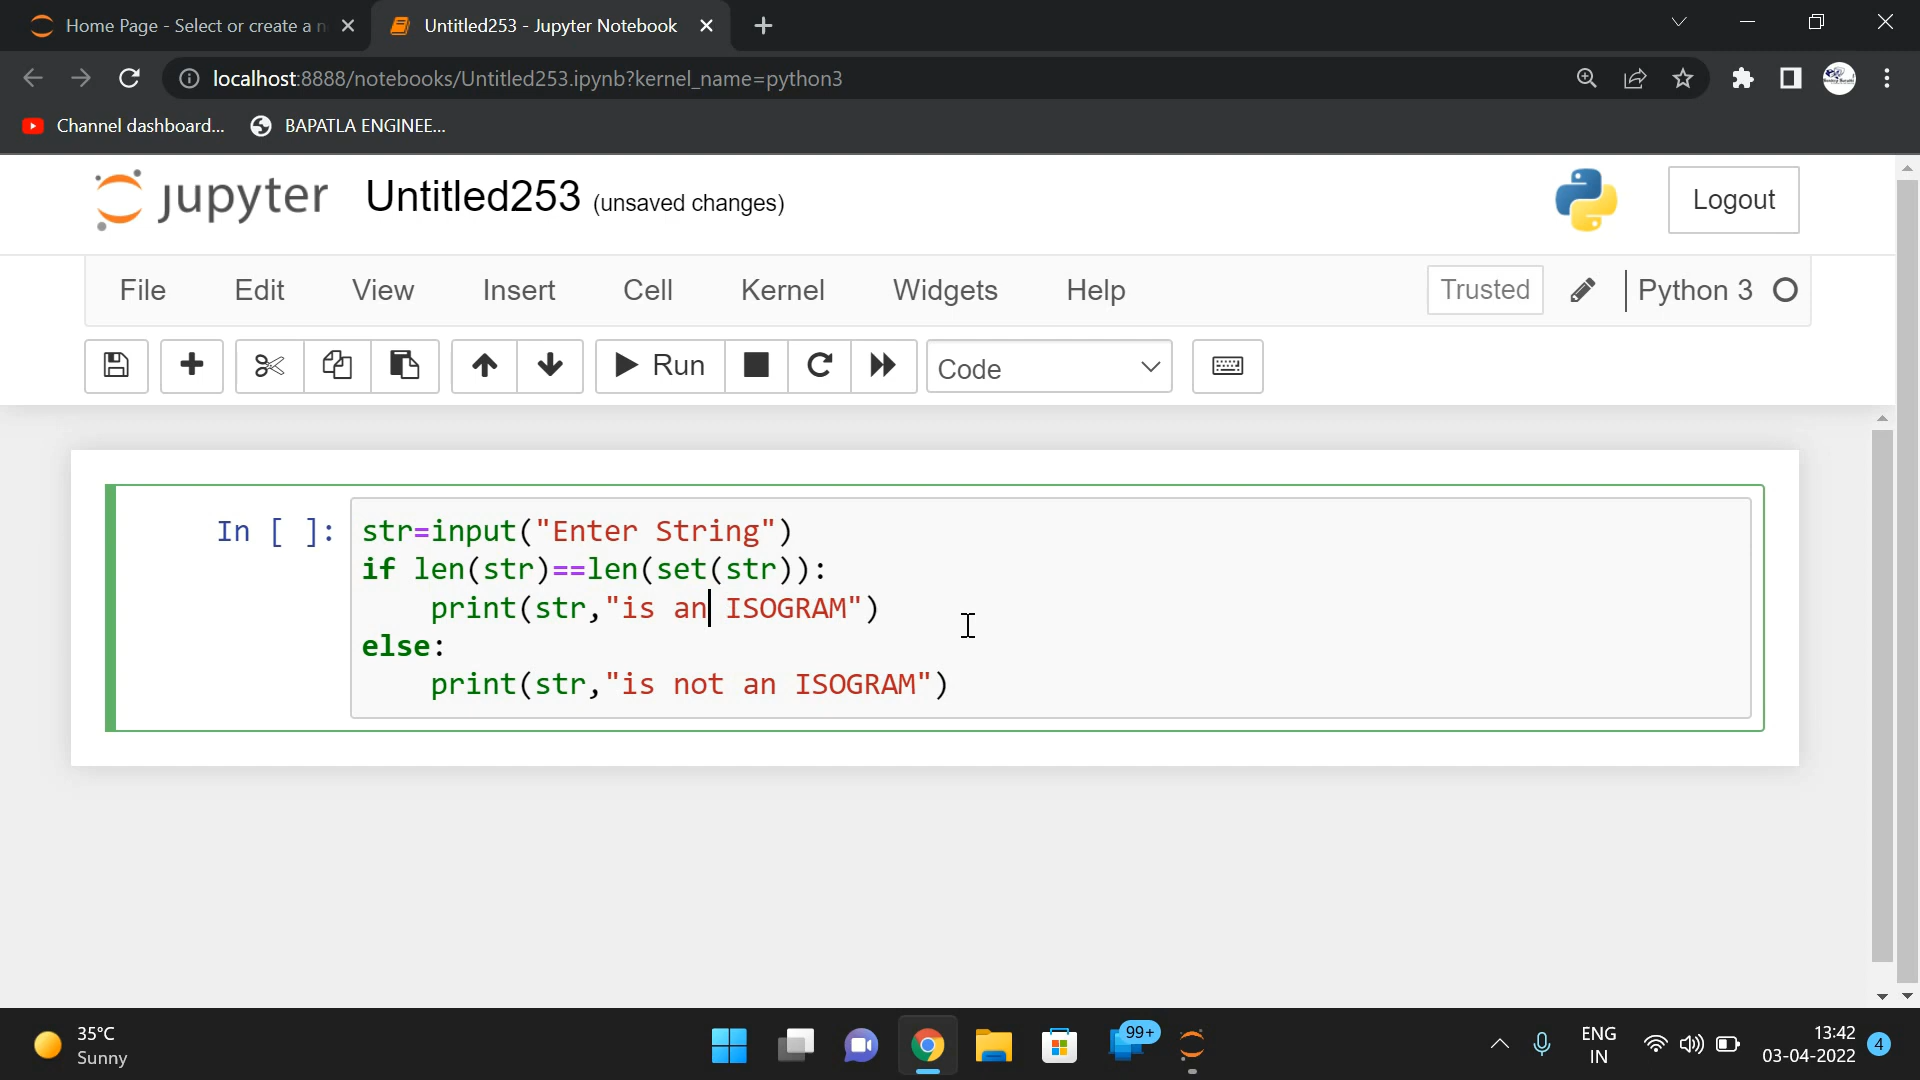 Home Page - Select or create a n
Untitled253 - Jupyter Notebook
localhost:8888/notebooks/Untitled253.ipynb?kernel_name=python3
Channel dashboard... BAPATLA ENGINEE...
jupyter Untitled253 (unsaved changes) Logout
File Edit View Insert Cell Kernel Widgets Help Trusted Python 3
Run Code
In [ ]: str=input("Enter String")
if len(str)==len(set(str)):
    print(str,"is an ISOGRAM")
else:
    print(str,"is not an ISOGRAM")
35°C
Sunny
99+
ENG
IN
13:42
03-04-2022
4